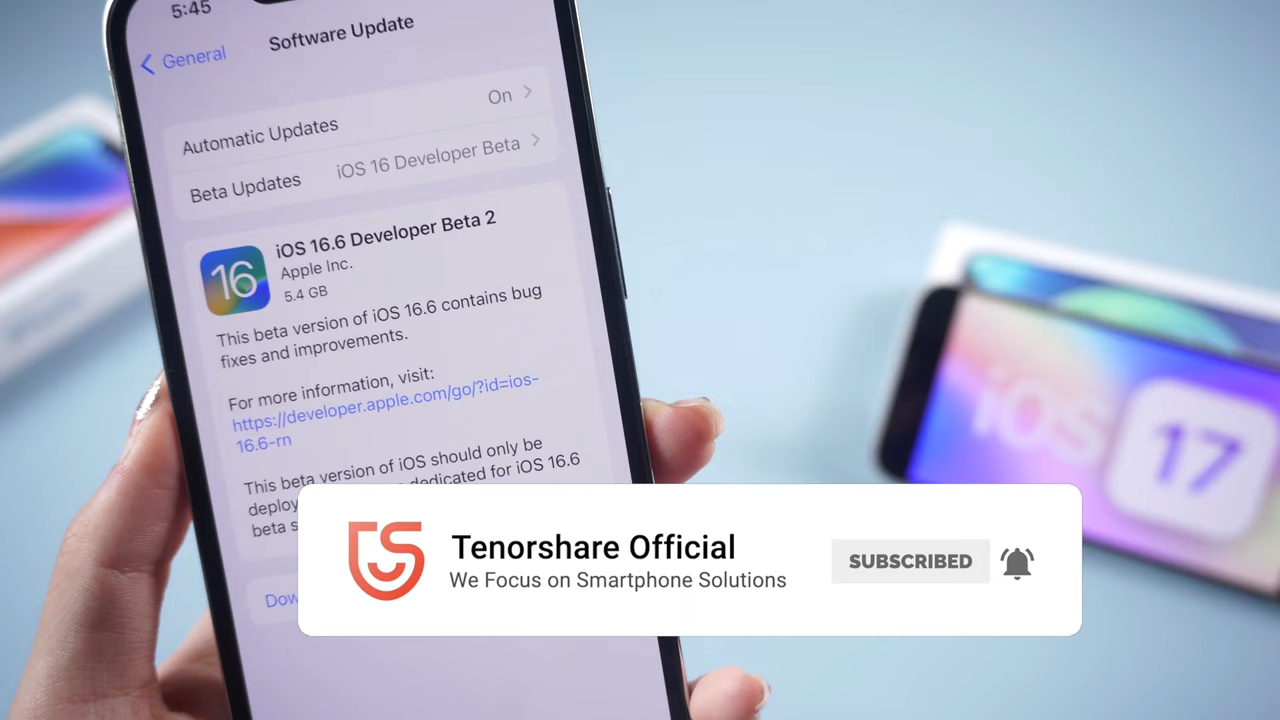 5:45
General
Software Update
Automatic Updates
On
Beta Updates
iOS 16 Developer Beta
16
iOS 16.6 Developer Beta 2
Apple Inc.
5.4 GB
This beta version of iOS 16.6 contains bug
fixes and improvements.
For more information, visit:
https://developer.apple.com/go/?id=ios-
16.6-rn
This beta version of iOS should only be
dedicated for iOS 16.6
iOS
17
Tenorshare Official
We Focus on Smartphone Solutions
SUBSCRIBED